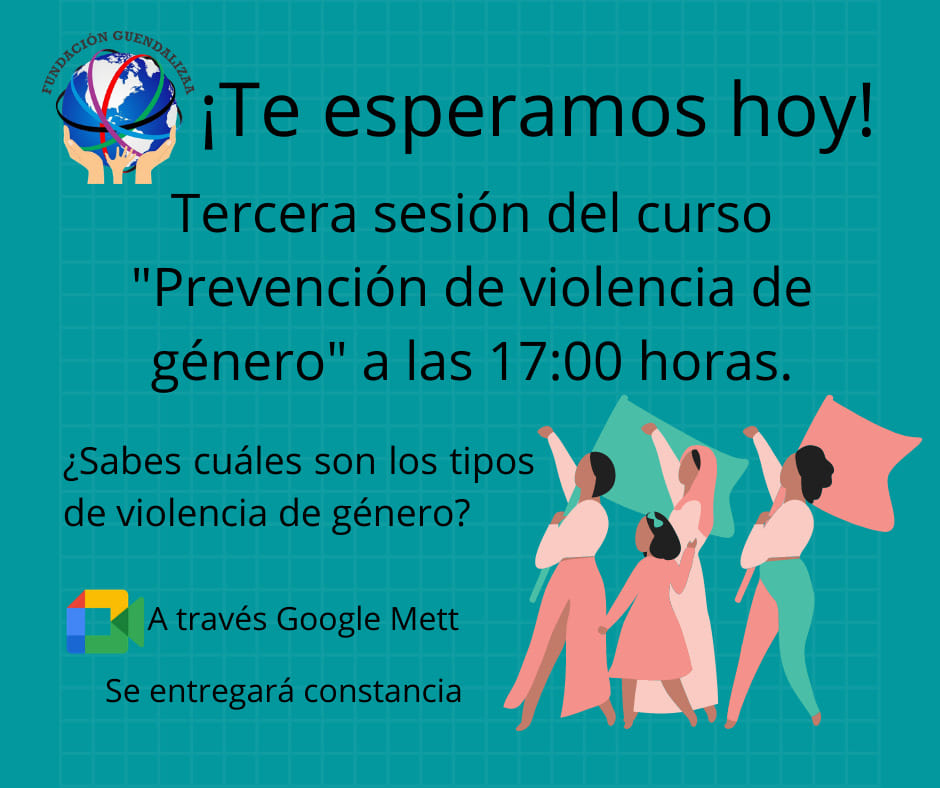 FUNDACIÓN GUENDALIZAA
¡Te esperamos hoy!
Tercera sesión del curso
"Prevención de violencia de
género" a las 17:00 horas.
¿Sabes cuáles son los tipos
de violencia de género?
A través Google Mett
Se entregará constancia